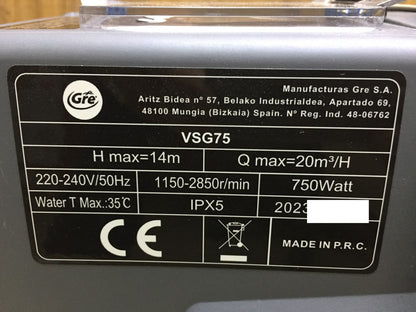 Gre
Manufacturas Gre S.A.
Aritz Bidea n° 57, Belako Industrialdea, Apartado 69,
48100 Mungia (Bizkaia) Spain. N° Reg. Ind. 48-06762
VSG75
H max=14m Q max=20m³/H
220-240V/50Hz 1150-2850r/min 750Watt
Water T Max.:35℃ IPX5 2023
CE MADE IN P.R.C.